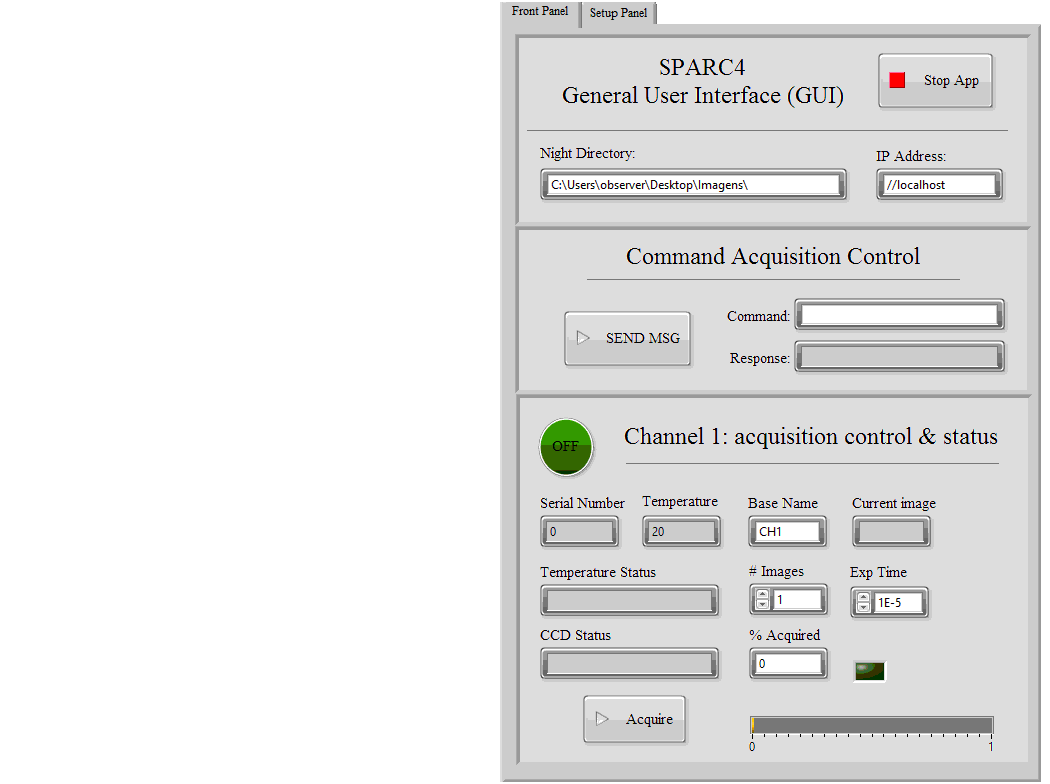 Front Panel
Setup Panel
SPARC4
General User Interface (GUI)
Stop App
Night Directory:
IP Address:
C:\Users\observer\Desktop\Imagens\
//localhost
Command Acquisition Control
SEND MSG
Command:
Response:
OFF
Channel 1: acquisition control & status
Serial Number
Temperature
Base Name
Current image
0
20
CH1
Temperature Status
# Images
Exp Time
1
1E-5
CCD Status
% Acquired
0
Acquire
0
1